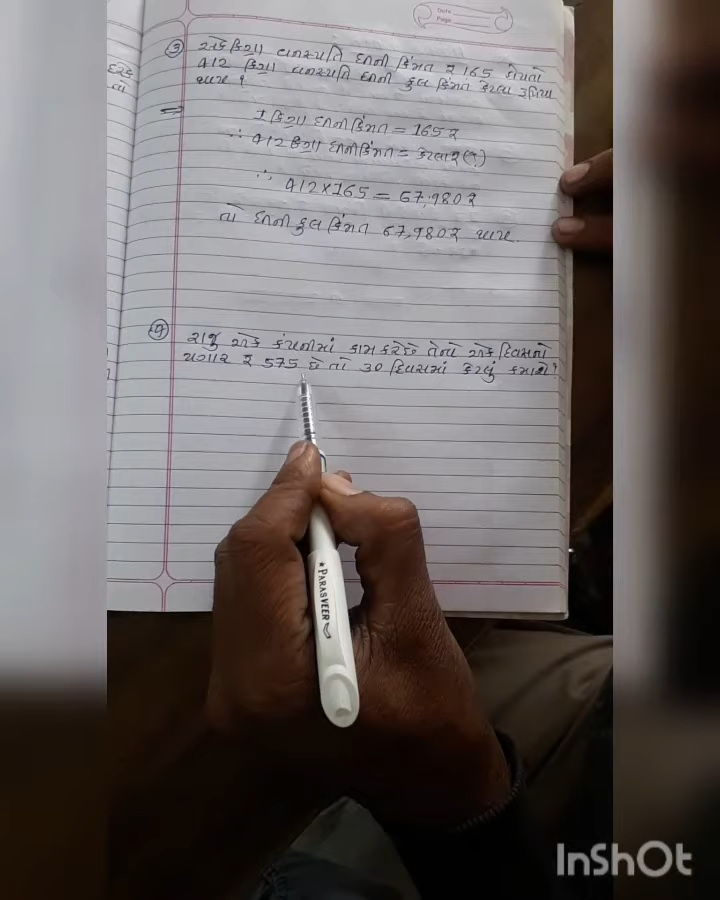 Date
Page
③ એક કિગ્રા વનસ્પતિ ઘીની કિંમત ₹ 165 હોયતો
412 કિગ્રા વનસ્પતિ ઘીની કુલ કિંમત કેટલા રૂપિયા
થાય ?
⇒ 1 કિગ્રા ઘીનીકિંમત = 165 ₹
∴ 412 કિગ્રા ઘીનીકિંમત = કેટલા ₹ (?)
∴ 412 × 165 = 67,980 ₹
તો ઘીની કુલ કિંમત 67,980 ₹ થાય.
④ રાજુ એક કંપનીમાં કામ કરેછે તેનો એક દિવસનો
પગાર ₹ 575 છે તો 30 દિવસમાં કેટલું કમાશે?
PARASVEER
InShOt